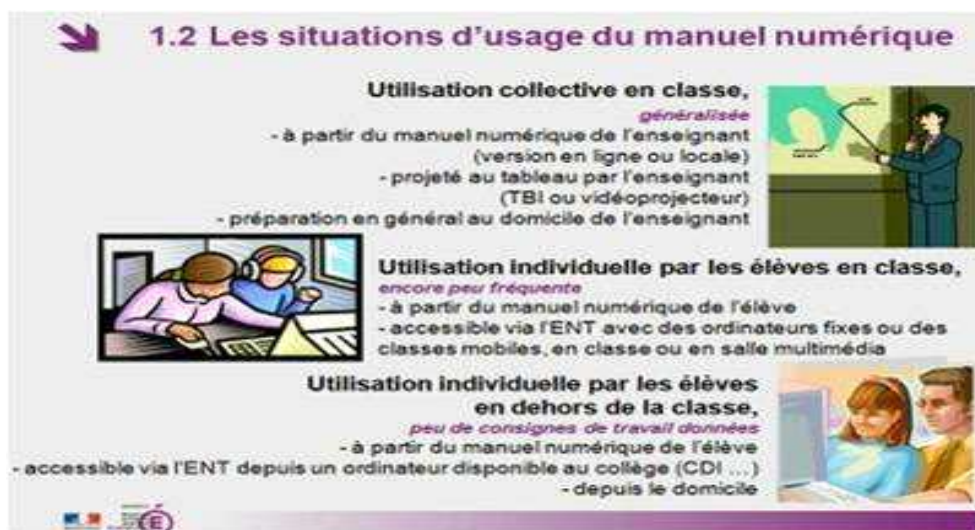 1.2 Les situations d'usage du manuel numérique
Utilisation collective en classe,
généralisée
- à partir du manuel numérique de l'enseignant
(version en ligne ou locale)
- projeté au tableau par l'enseignant
(TBI ou vidéoprojecteur)
- préparation en général au domicile de l'enseignant
Utilisation individuelle par les élèves en classe,
encore peu fréquente
- à partir du manuel numérique de l'élève
- accessible via l'ENT avec des ordinateurs fixes ou des
classes mobiles, en classe ou en salle multimédia
Utilisation individuelle par les élèves
en dehors de la classe,
peu de consignes de travail données
- à partir du manuel numérique de l'élève
- accessible via l'ENT depuis un ordinateur disponible au collège (CDI ...)
- depuis le domicile